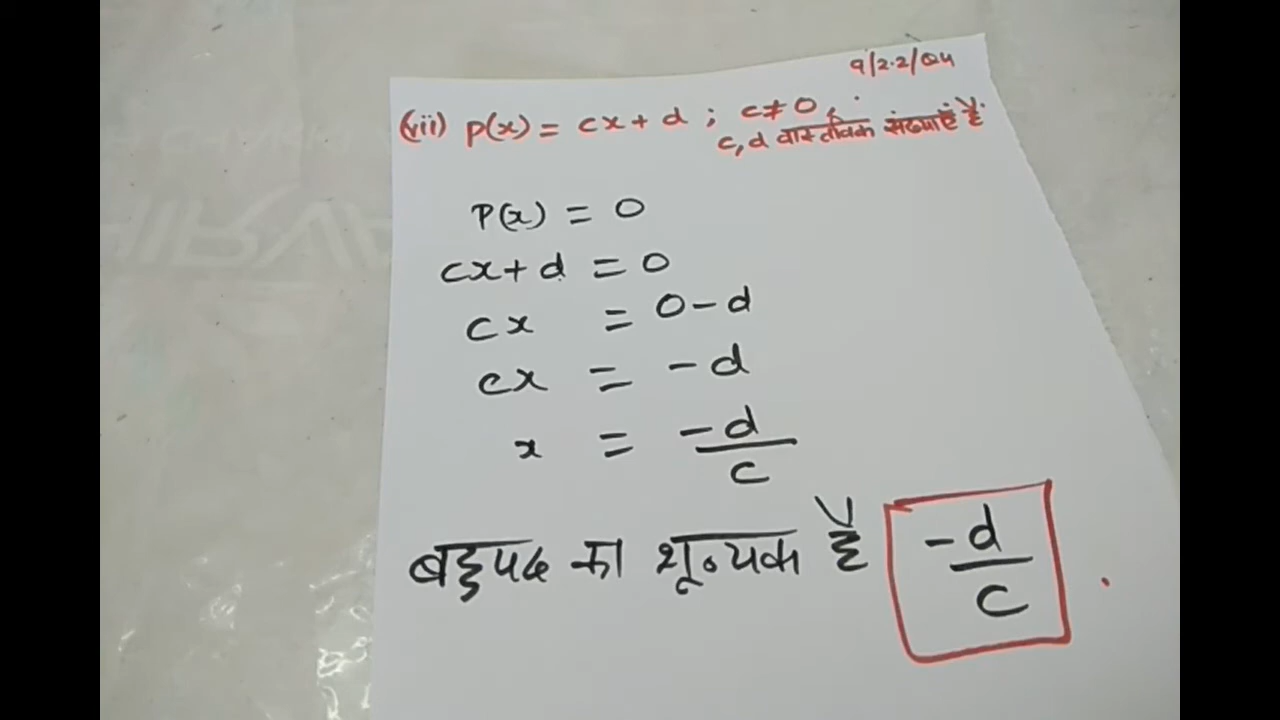 9/2.2/Q4
(vii) p(x) = cx + d ; c ≠ 0,
c, d वास्तविक संख्याएँ हैं
P(x) = 0
cx + d = 0
cx = 0 - d
cx = -d
x = -d/c
बहुपद का शून्यक है -d/c